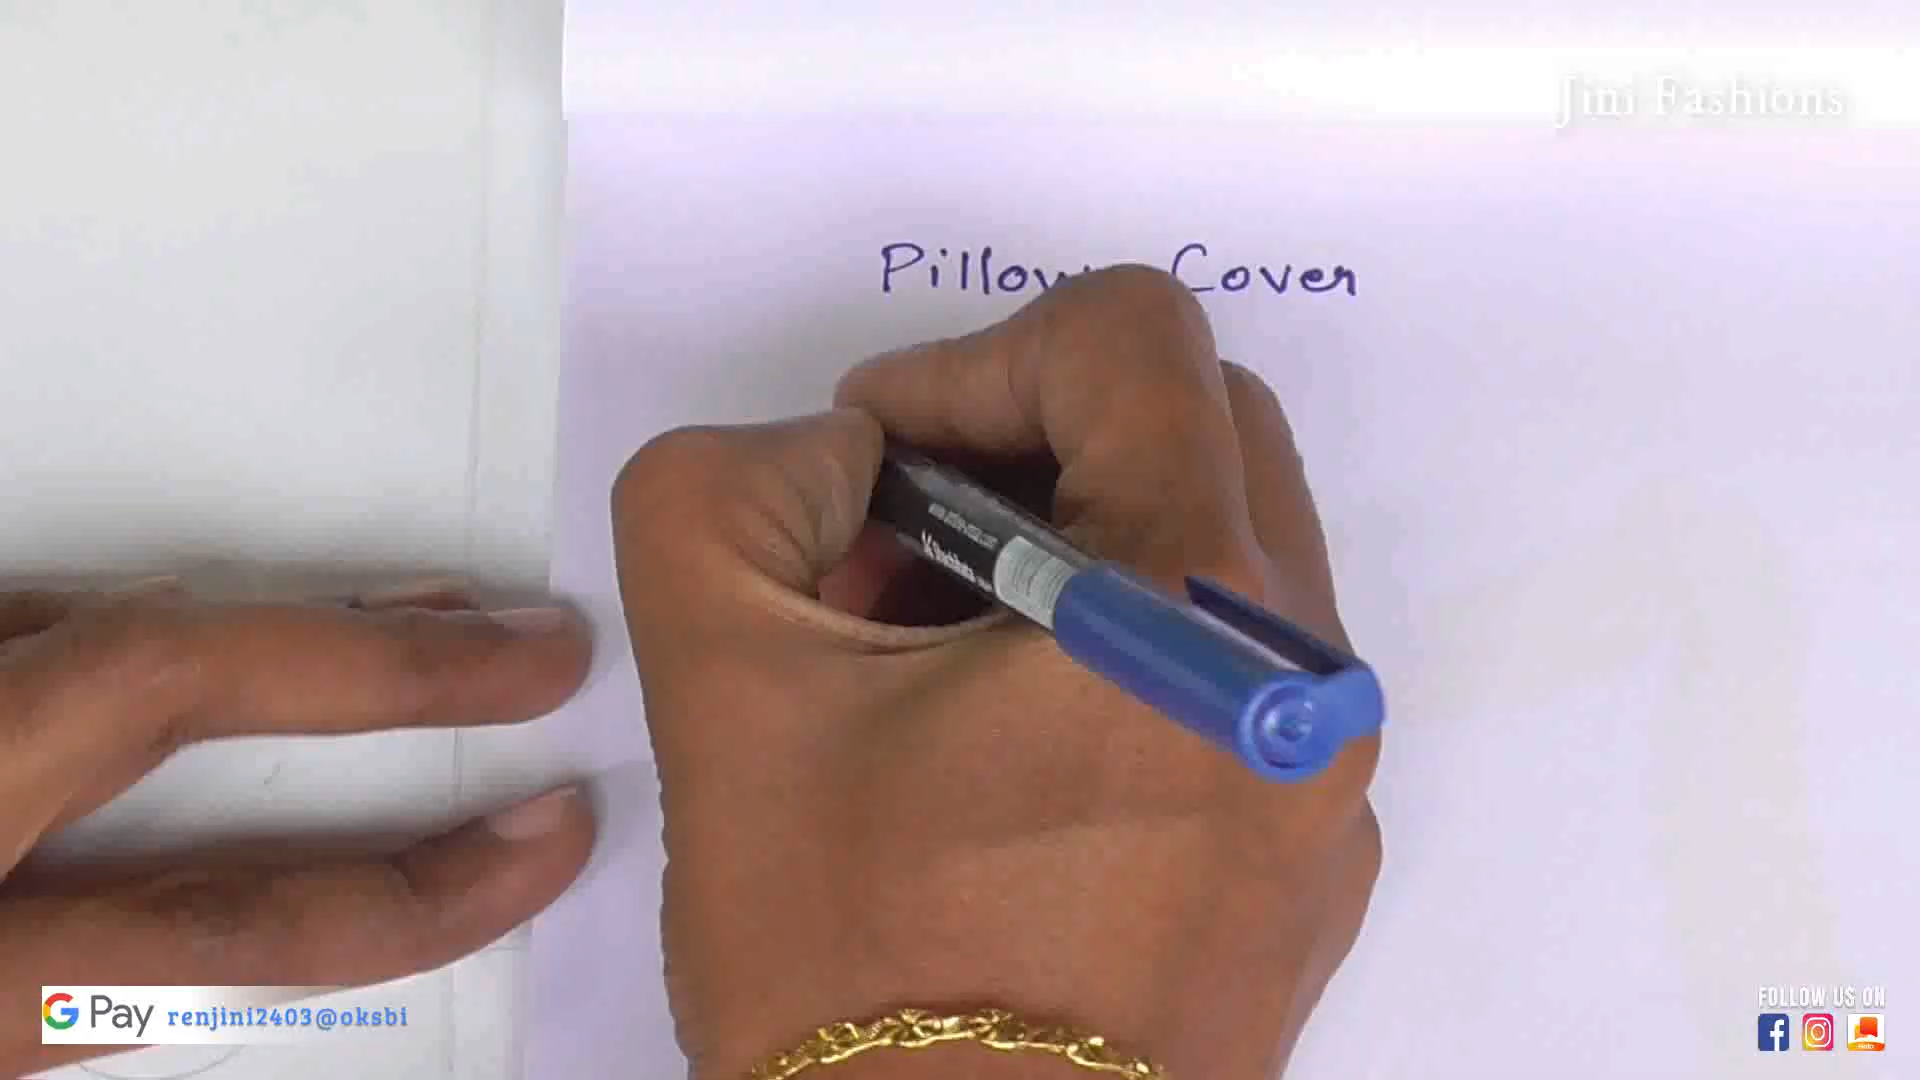 Jini Fashions
Pillow Cover
G Pay renjini2403@oksbi
FOLLOW US ON